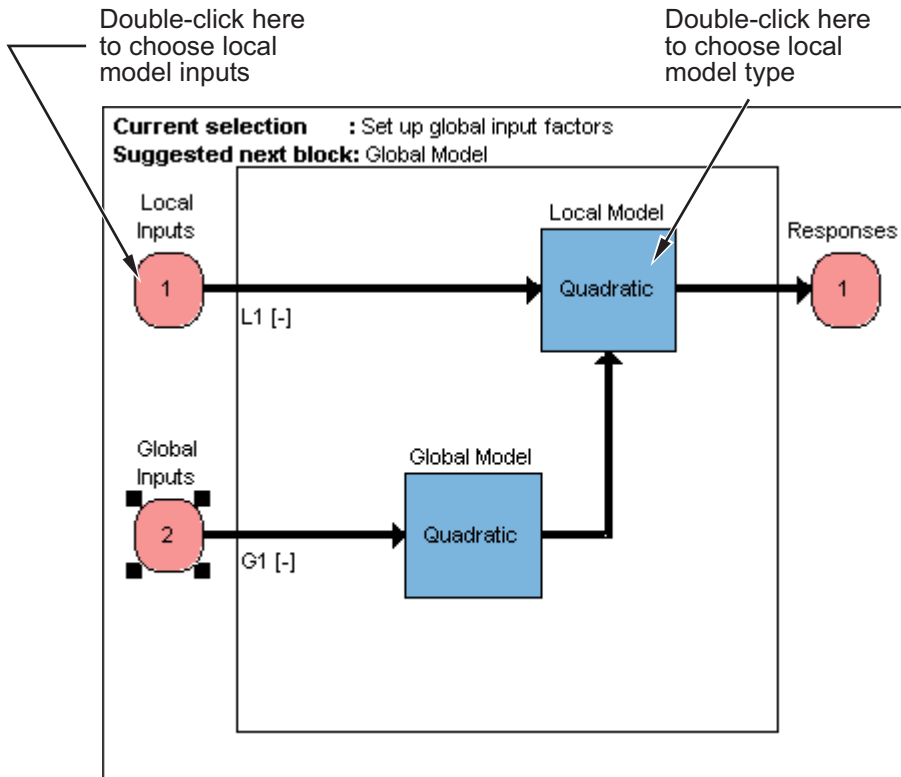 Double-click here
to choose local
model inputs
Double-click here
to choose local
model type
Current selection : Set up global input factors
Suggested next block: Global Model
Local
Inputs
1
L1 [-]
Local Model
Quadratic
Responses
1
Global
Inputs
2
G1 [-]
Global Model
Quadratic